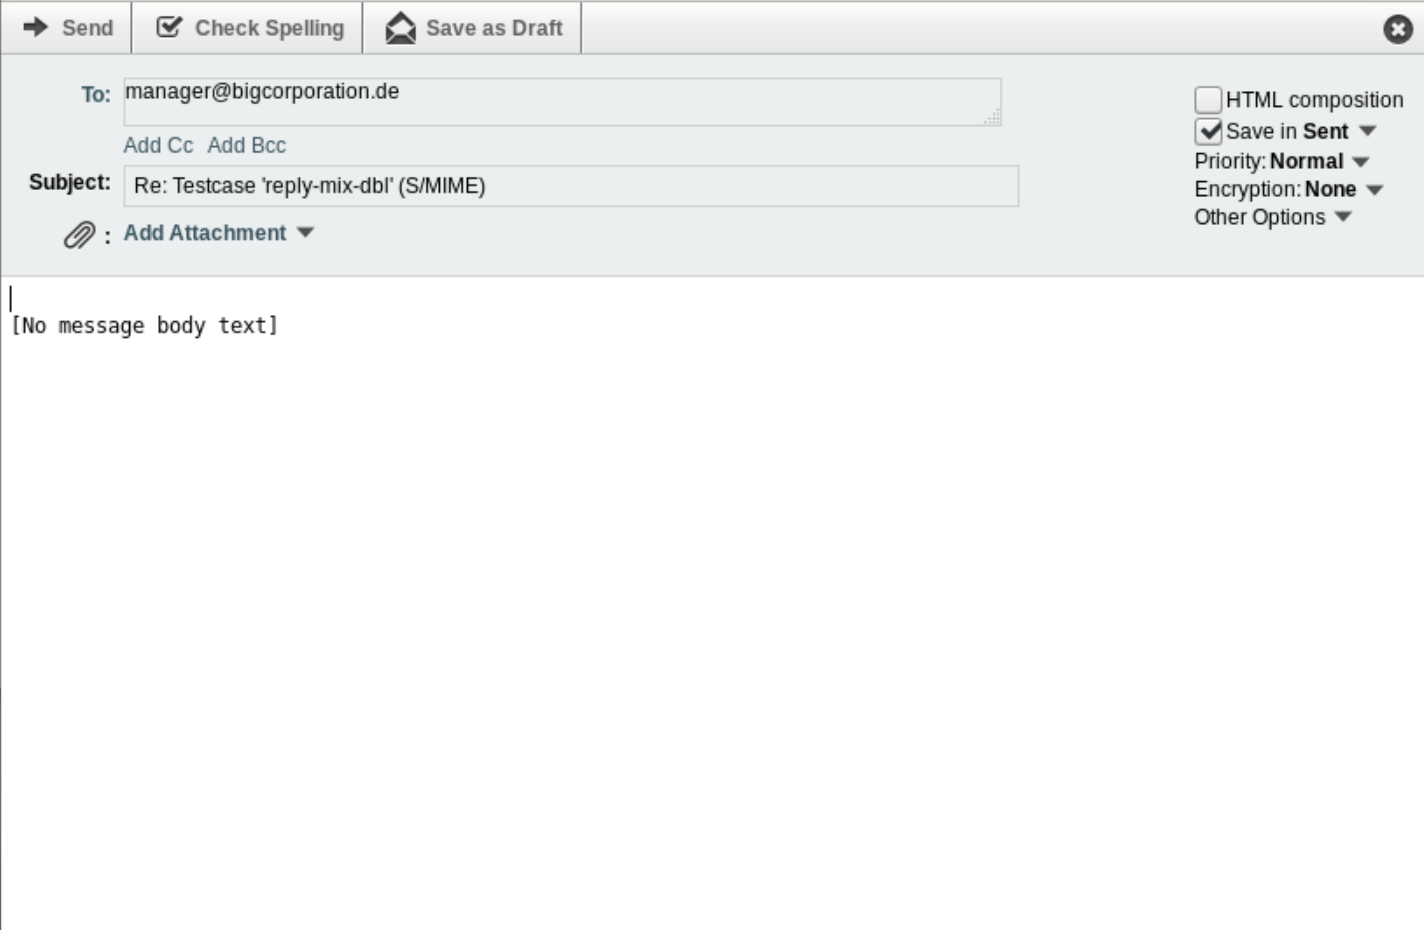 Send Check Spelling Save as Draft
To: manager@bigcorporation.de
Add Cc Add Bcc
Subject: Re: Testcase 'reply-mix-dbl' (S/MIME)
: Add Attachment
HTML composition
Save in Sent
Priority: Normal
Encryption: None
Other Options
[No message body text]